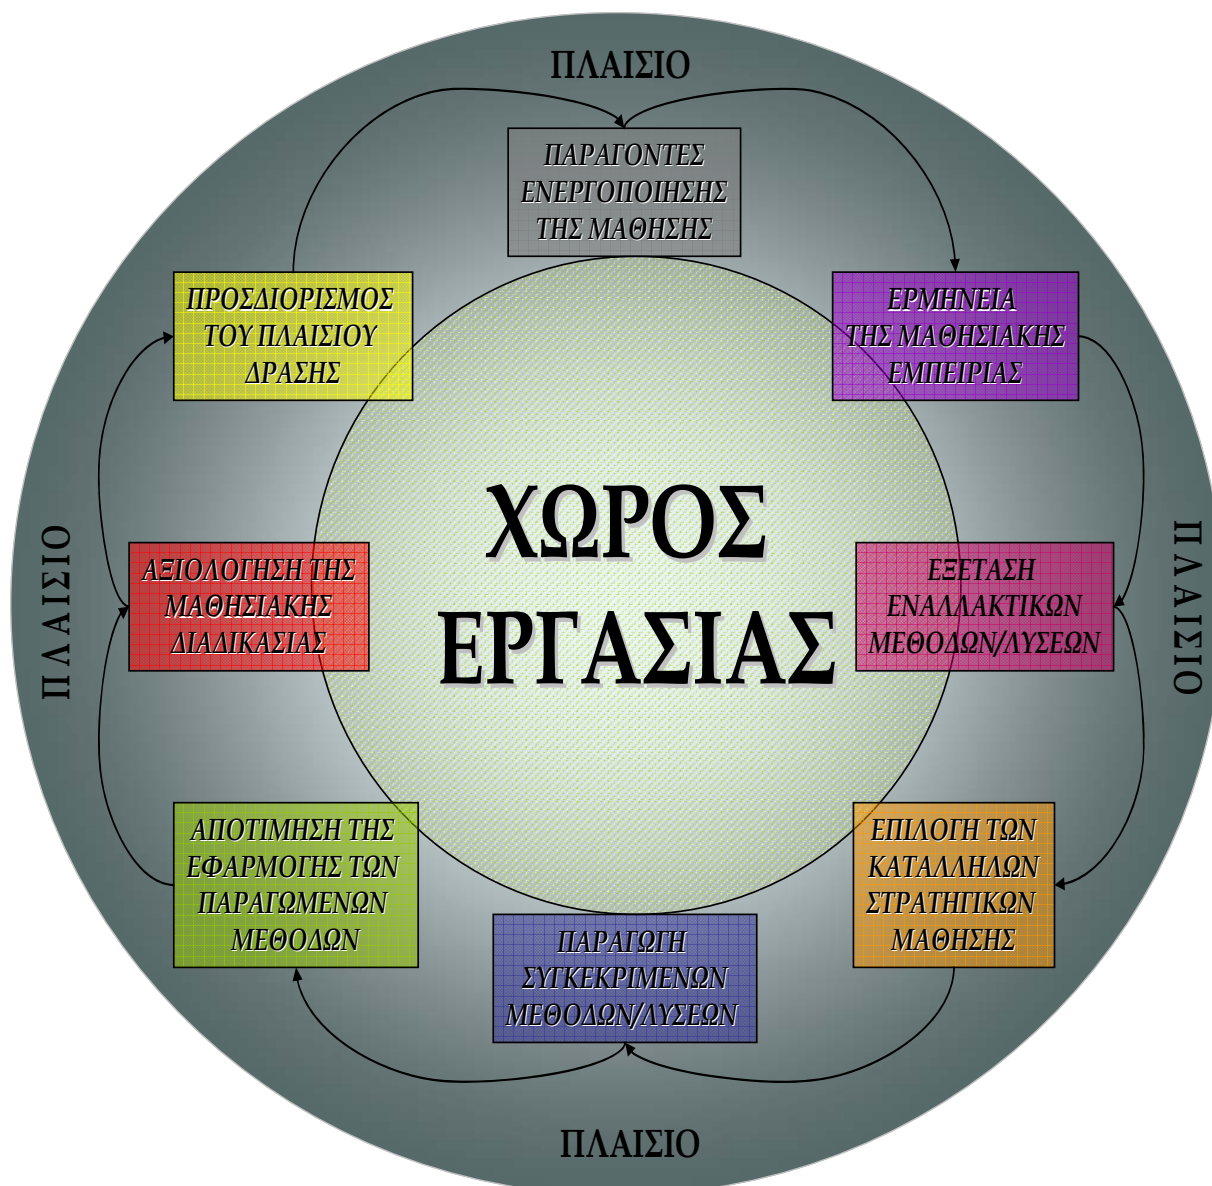 ΠΛΑΙΣΙΟ
ΠΑΡΑΓΟΝΤΕΣ
ΕΝΕΡΓΟΠΟΙΗΣΗΣ
ΤΗΣ ΜΑΘΗΣΗΣ
ΠΡΟΣΔΙΟΡΙΣΜΟΣ
ΤΟΥ ΠΛΑΙΣΙΟΥ
ΔΡΑΣΗΣ
ΕΡΜΗΝΕΙΑ
ΤΗΣ ΜΑΘΗΣΙΑΚΗΣ
ΕΜΠΕΙΡΙΑΣ
ΧΩΡΟΣ
ΕΡΓΑΣΙΑΣ
ΠΛΑΙΣΙΟ
ΑΞΙΟΛΟΓΗΣΗ ΤΗΣ
ΜΑΘΗΣΙΑΚΗΣ
ΔΙΑΔΙΚΑΣΙΑΣ
ΕΞΕΤΑΣΗ
ΕΝΑΛΛΑΚΤΙΚΩΝ
ΜΕΘΟΔΩΝ/ΛΥΣΕΩΝ
ΠΛΑΙΣΙΟ
ΑΠΟΤΙΜΗΣΗ ΤΗΣ
ΕΦΑΡΜΟΓΗΣ ΤΩΝ
ΠΑΡΑΓΩΜΕΝΩΝ
ΜΕΘΟΔΩΝ
ΕΠΙΛΟΓΗ ΤΩΝ
ΚΑΤΑΛΛΗΛΩΝ
ΣΤΡΑΤΗΓΙΚΩΝ
ΜΑΘΗΣΗΣ
ΠΑΡΑΓΩΓΗ
ΣΥΓΚΕΚΡΙΜΕΝΩΝ
ΜΕΘΟΔΩΝ/ΛΥΣΕΩΝ
ΠΛΑΙΣΙΟ